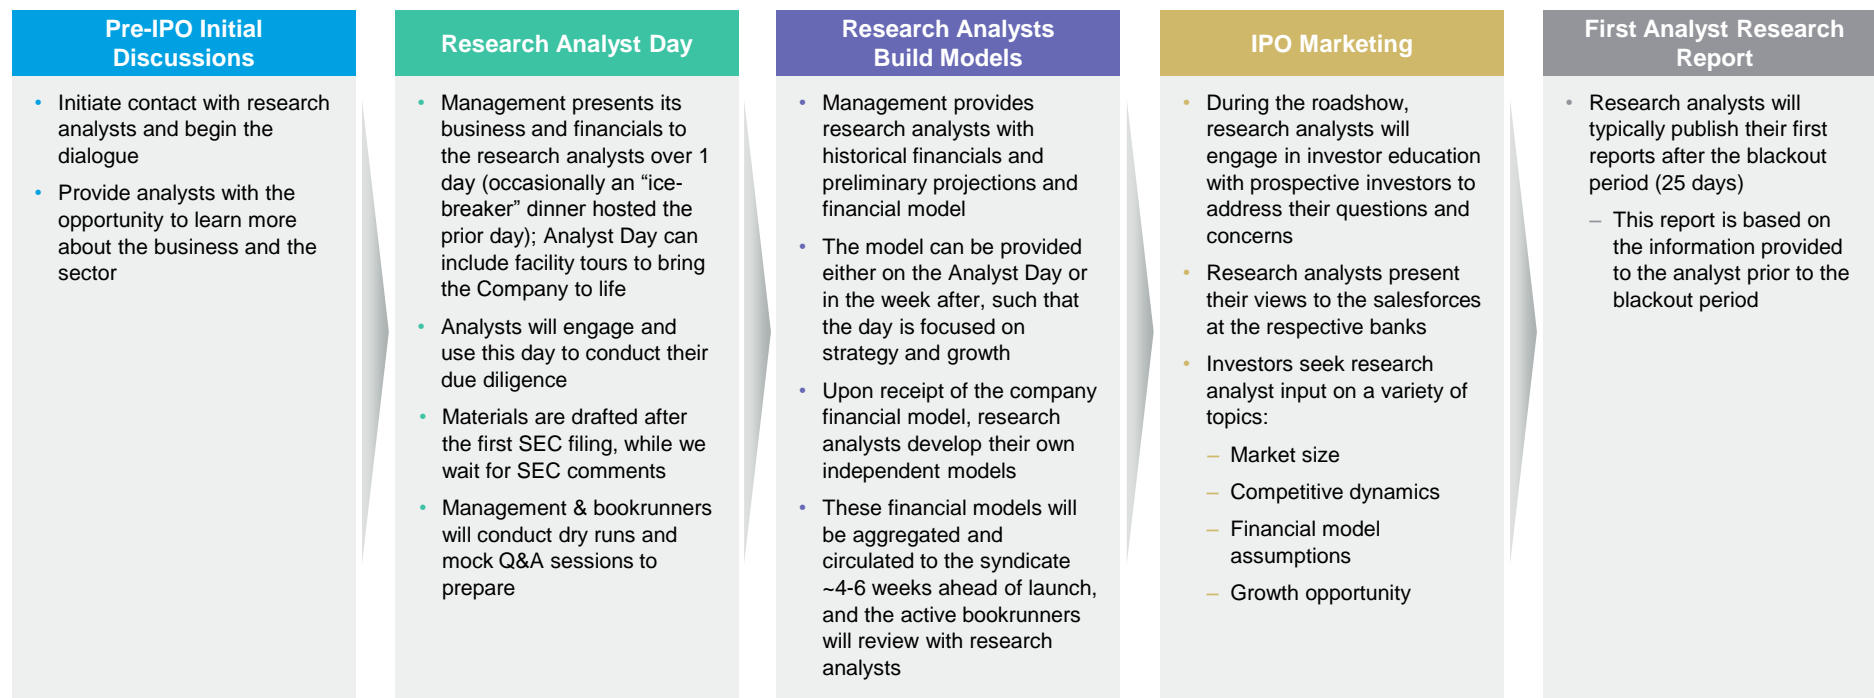 Pre-IPO Initial
Discussions
• Initiate contact with research
analysts and begin the
dialogue
• Provide analysts with the
opportunity to learn more
about the business and the
sector
Research Analyst Day
• Management presents its
business and financials to
the research analysts over 1
day (occasionally an “ice-
breaker” dinner hosted the
prior day); Analyst Day can
include facility tours to bring
the Company to life
• Analysts will engage and
use this day to conduct their
due diligence
• Materials are drafted after
the first SEC filing, while we
wait for SEC comments
• Management & bookrunners
will conduct dry runs and
mock Q&A sessions to
prepare
Research Analysts
Build Models
• Management provides
research analysts with
historical financials and
preliminary projections and
financial model
• The model can be provided
either on the Analyst Day or
in the week after, such that
the day is focused on
strategy and growth
• Upon receipt of the company
financial model, research
analysts develop their own
independent models
• These financial models will
be aggregated and
circulated to the syndicate
~4-6 weeks ahead of launch,
and the active bookrunners
will review with research
analysts
IPO Marketing
• During the roadshow,
research analysts will
engage in investor education
with prospective investors to
address their questions and
concerns
• Research analysts present
their views to the salesforces
at the respective banks
• Investors seek research
analyst input on a variety of
topics:
– Market size
– Competitive dynamics
– Financial model
assumptions
– Growth opportunity
First Analyst Research
Report
• Research analysts will
typically publish their first
reports after the blackout
period (25 days)
– This report is based on
the information provided
to the analyst prior to the
blackout period